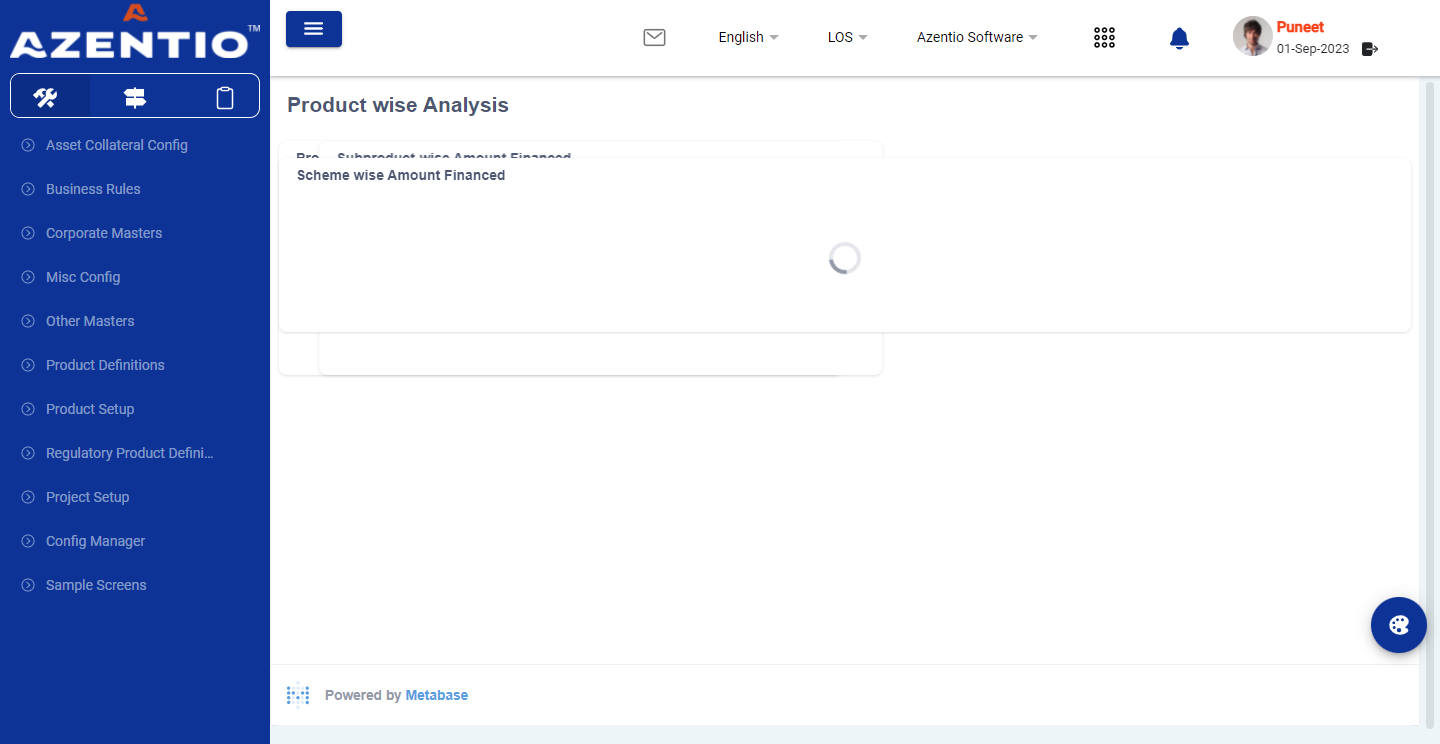 AZENTIO™
English
LOS
Azentio Software
Puneet
01-Sep-2023
Asset Collateral Config
Business Rules
Corporate Masters
Misc Config
Other Masters
Product Definitions
Product Setup
Regulatory Product Defini...
Project Setup
Config Manager
Sample Screens
Product wise Analysis
Pro
Subproduct wise Amount Financed
Scheme wise Amount Financed
Powered by Metabase